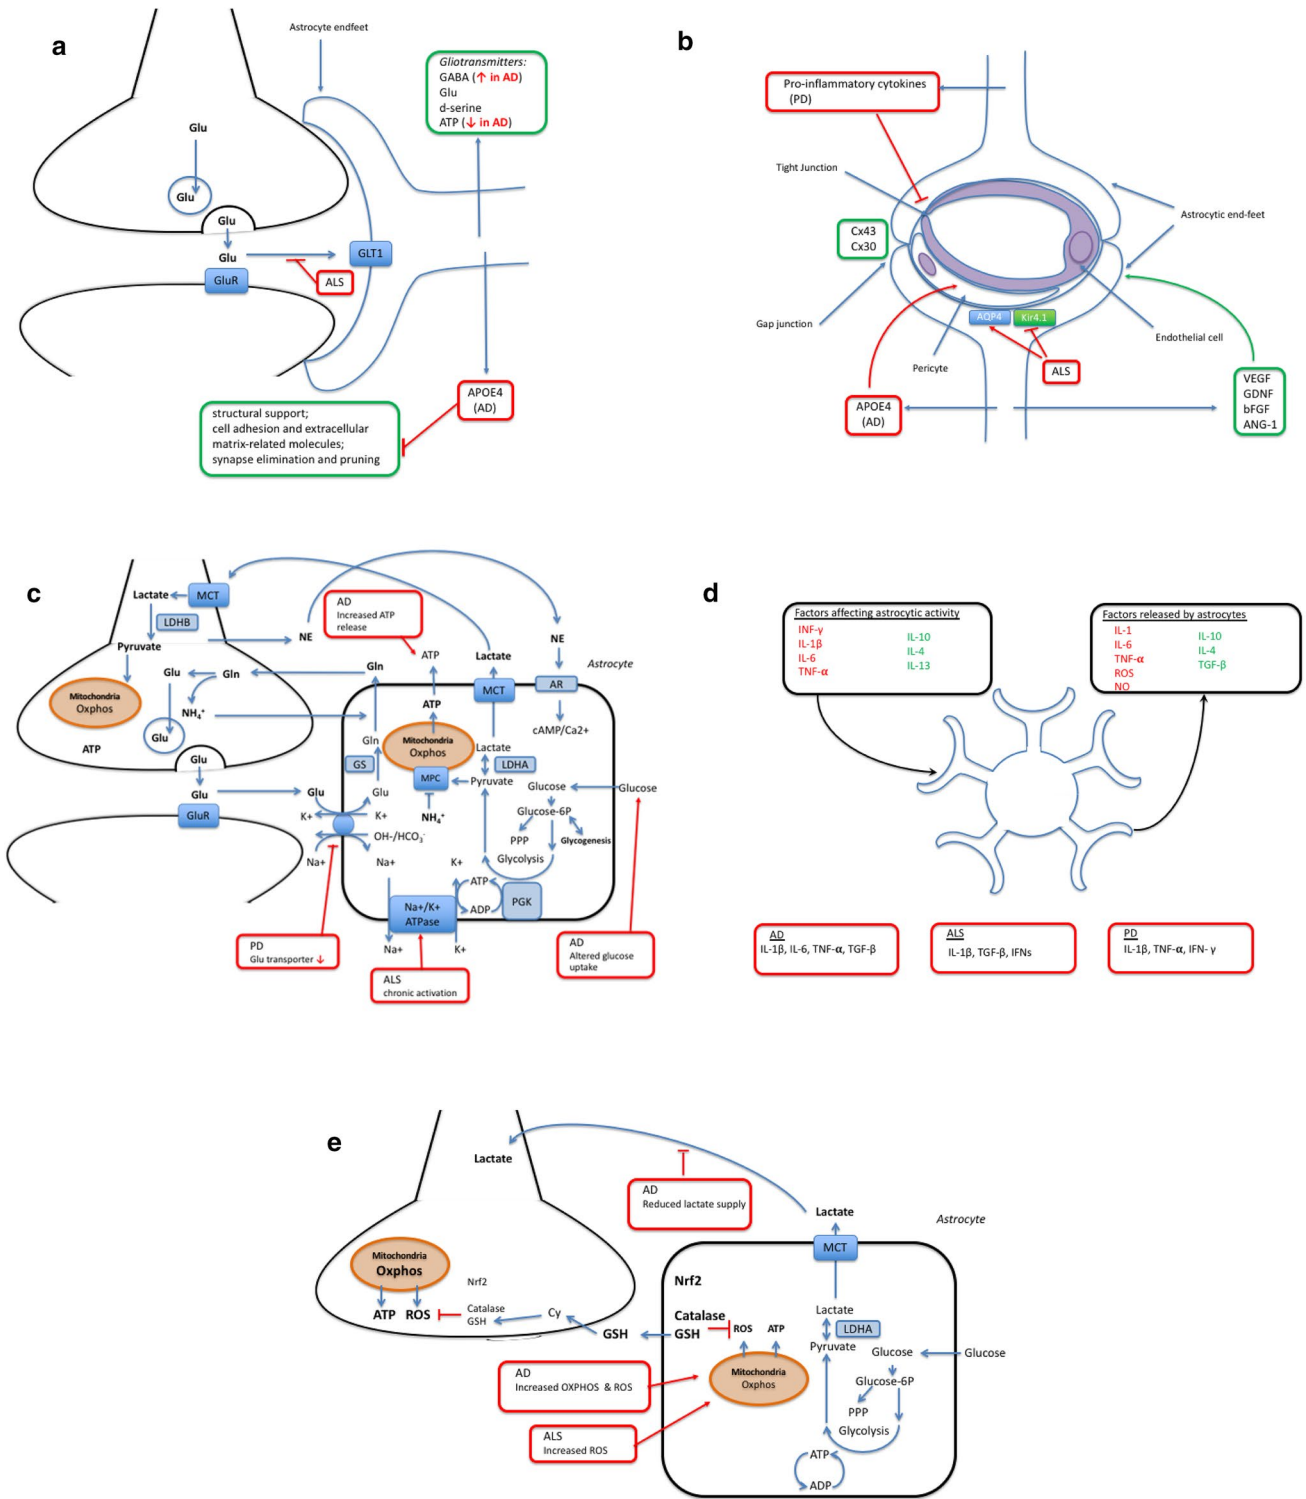 a
Astrocyte endfeet
Gliotransmitters:
GABA (↑ in AD)
Glu
d-serine
ATP (↓ in AD)
Glu
Glu
Glu
Glu
GLT1
GluR
ALS
APOE4
(AD)
structural support;
cell adhesion and extracellular
matrix-related molecules;
synapse elimination and pruning
b
Pro-inflammatory cytokines
(PD)
Tight Junction
Astrocytic end-feet
Cx43
Cx30
Gap junction
AQP4
Kir4.1
Endothelial cell
Pericyte
ALS
APOE4
(AD)
VEGF
GDNF
bFGF
ANG-1
c
Lactate
MCT
LDHB
Pyruvate
NE
AD
Increased ATP
release
ATP
Lactate
NE
Astrocyte
Glu
Gln
Gln
Mitochondria
Oxphos
NH₄⁺
MCT
AR
ATP
cAMP/Ca2+
Glu
ATP
Gln
Mitochondria
Oxphos
Lactate
Glu
GS
MPC
LDHA
Pyruvate
Glu
Glu
Glu
Glucose
Glucose
GluR
K+
K+
NH₄⁺
Glucose-6P
OH-/HCO₃⁻
PPP
Glycogenesis
Na+
Na+
K+
Glycolysis
ATP
ADP
PGK
Na+/K+
ATPase
Na+
K+
PD
Glu transporter ↓
ALS
chronic activation
AD
Altered glucose
uptake
d
Factors affecting astrocytic activity
INF-γ
IL-1β
IL-6
TNF-α
IL-10
IL-4
IL-13
Factors released by astrocytes
IL-1
IL-6
TNF-α
ROS
NO
IL-10
IL-4
TGF-β
AD
IL-1β, IL-6, TNF-α, TGF-β
ALS
IL-1β, TGF-β, IFNs
PD
IL-1β, TNF-α, IFN- γ
e
Lactate
AD
Reduced lactate supply
Lactate
Astrocyte
MCT
Mitochondria
Oxphos
Nrf2
ATP
ROS
Catalase
GSH
Cy
GSH
Nrf2
Catalase
GSH
ROS
ATP
Lactate
LDHA
Pyruvate
Mitochondria
Oxphos
Glucose
Glucose
Glucose-6P
PPP
Glycolysis
ATP
ADP
AD
Increased OXPHOS & ROS
ALS
Increased ROS